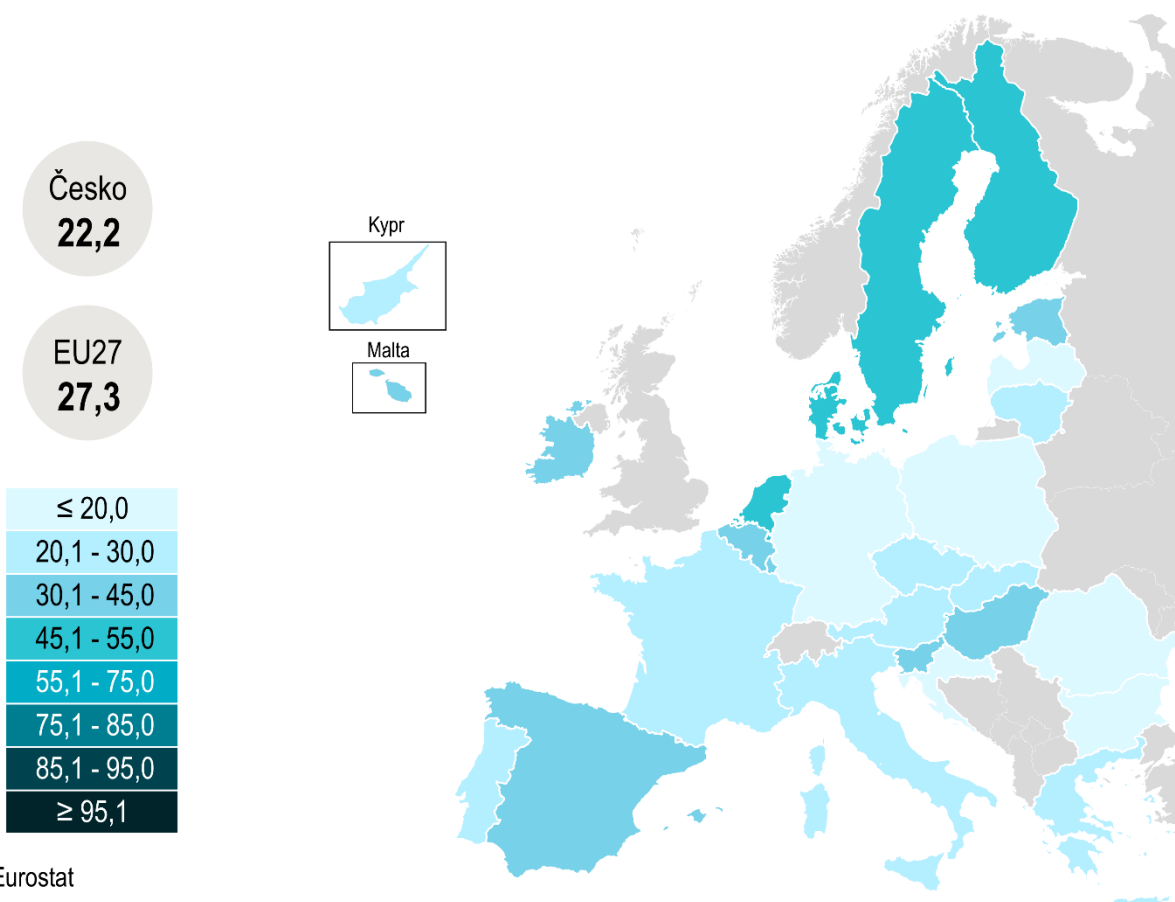 Česko
22,2
EU27
27,3
Kypr
Malta
≤ 20,0
20,1 - 30,0
30,1 - 45,0
45,1 - 55,0
55,1 - 75,0
75,1 - 85,0
85,1 - 95,0
≥ 95,1
Eurostat